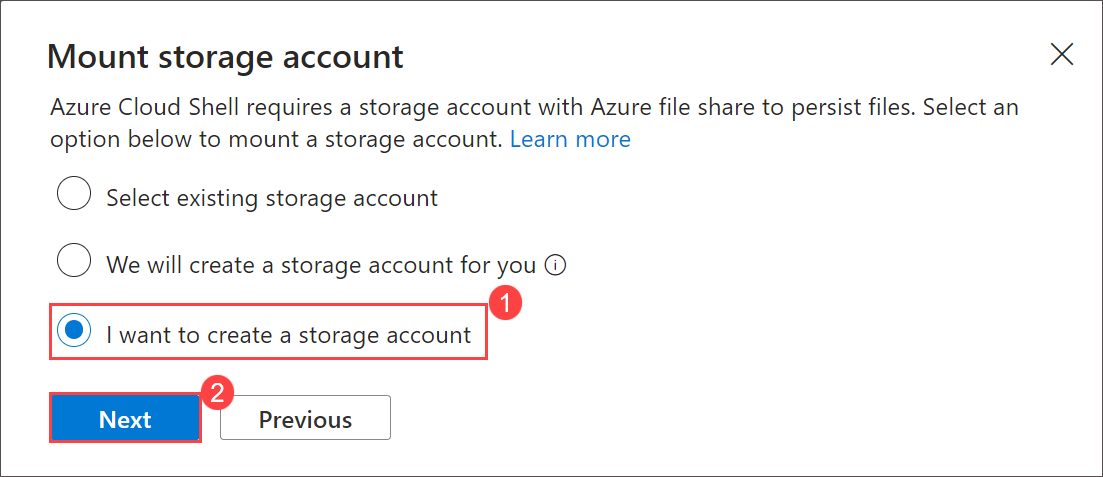 Mount storage account
Azure Cloud Shell requires a storage account with Azure file share to persist files. Select an
option below to mount a storage account. Learn more
Select existing storage account
We will create a storage account for you
1
I want to create a storage account
2
Next
Previous